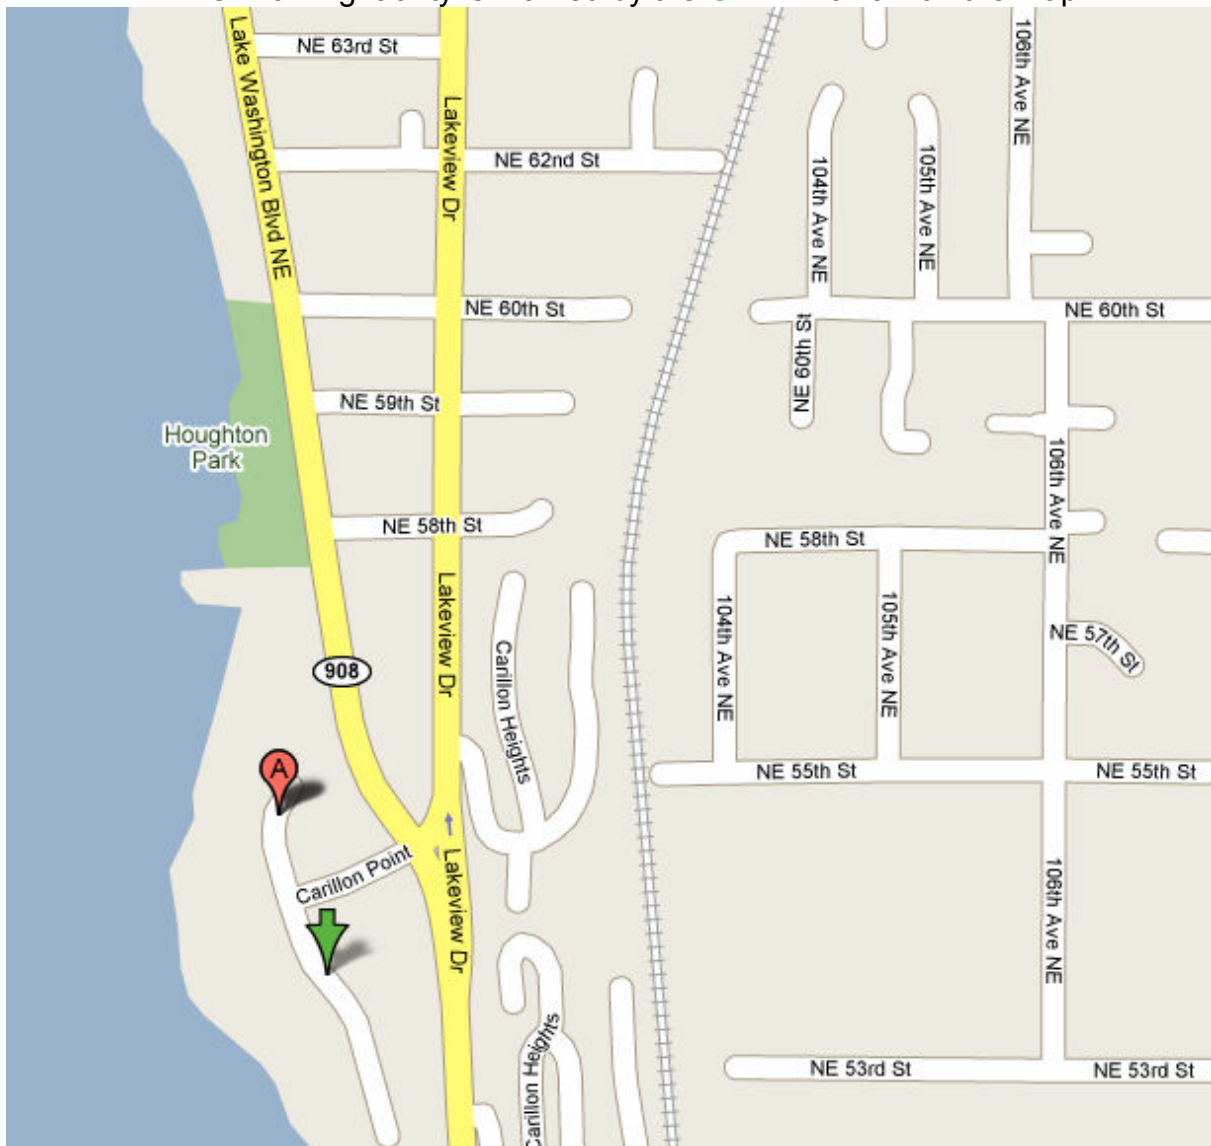 NE 63rd St
Lake Washington Blvd NE
Lakeview Dr
106th Ave NE
NE 62nd St
104th Ave NE
105th Ave NE
NE 60th St
NE 60th St
NE 60th St
NE 59th St
Houghton
Park
NE 58th St
106th Ave NE
NE 58th St
Lakeview Dr
104th Ave NE
105th Ave NE
NE 57th St
Carillon Heights
908
A
NE 55th St
NE 55th St
Carillon Point
Lakeview Dr
106th Ave NE
Carillon Heights
NE 53rd St
NE 53rd St